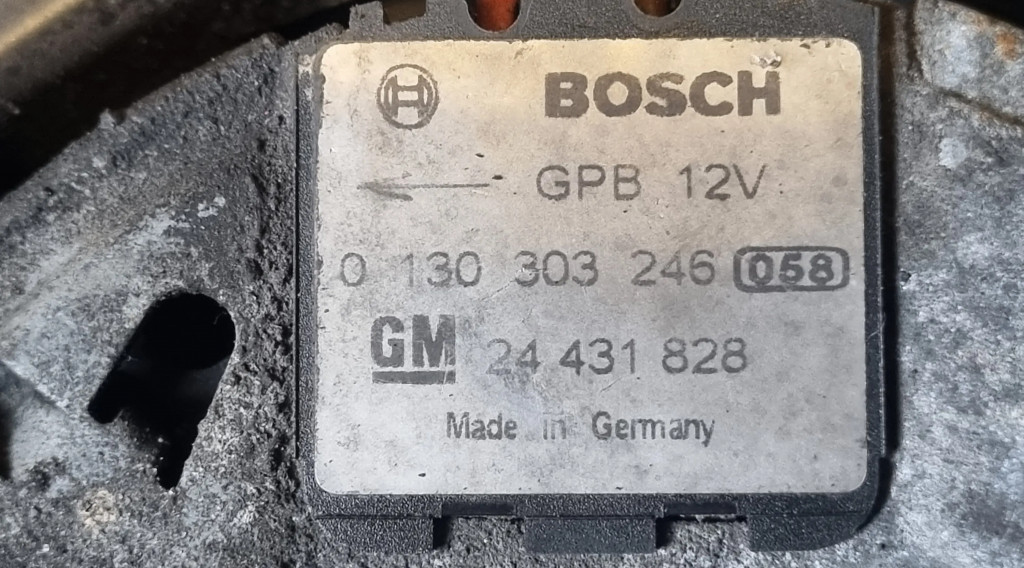 BOSCH
GPB 12V
0 130 303 246 058
GM 24 431 828
Made in Germany